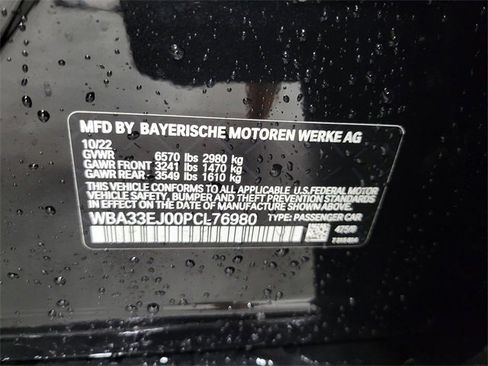 MFD BY BAYERISCHE MOTOREN WERKE AG
10/22
GVWR 6570 lbs 2980 kg
GAWR FRONT 3241 lbs 1470 kg
GAWR REAR 3549 lbs 1610 kg
THIS VEHICLE CONFORMS TO ALL APPLICABLE U.S. FEDERAL MOTOR
VEHICLE SAFETY, BUMPER AND THEFT PREVENTION STANDARDS
IN EFFECT ON THE DATE OF MANUFACTURE SHOWN ABOVE.
WBA33EJ00PCL76980 TYPE: PASSENGER CAR
475/9